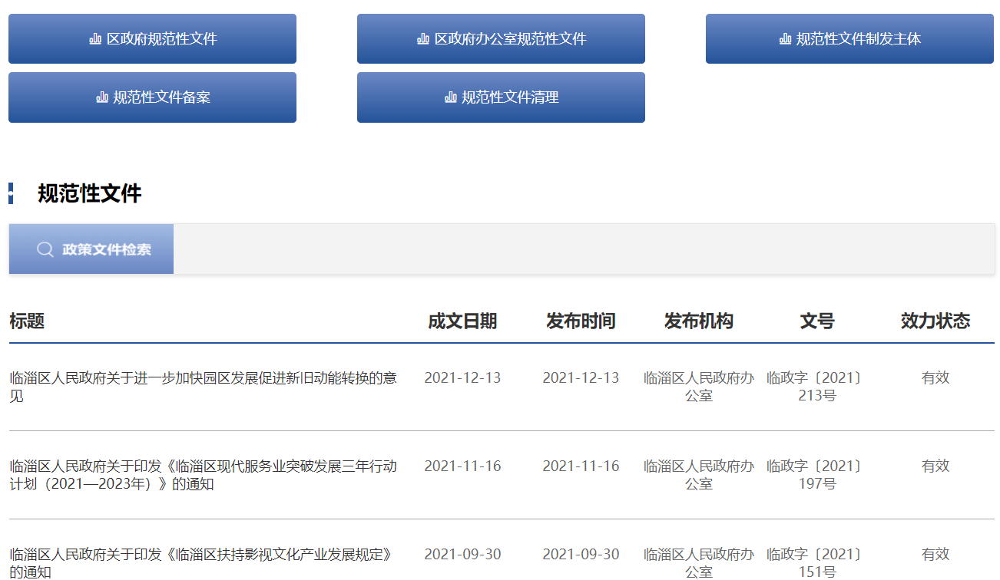 区政府规范性文件
区政府办公室规范性文件
规范性文件制发主体
规范性文件备案
规范性文件清理
规范性文件
政策文件检索
标题 成文日期 发布时间 发布机构 文号 效力状态
临淄区人民政府关于进一步加快园区发展促进新旧动能转换的意 2021-12-13 2021-12-13 临淄区人民政府办 临政字〔2021〕 有效
见 公室 213号
临淄区人民政府关于印发《临淄区现代服务业突破发展三年行动 2021-11-16 2021-11-16 临淄区人民政府办 临政字〔2021〕 有效
计划（2021—2023年）》的通知 公室 197号
临淄区人民政府关于印发《临淄区扶持影视文化产业发展规定》 2021-09-30 2021-09-30 临淄区人民政府办 临政字〔2021〕 有效
的通知 公室 151号